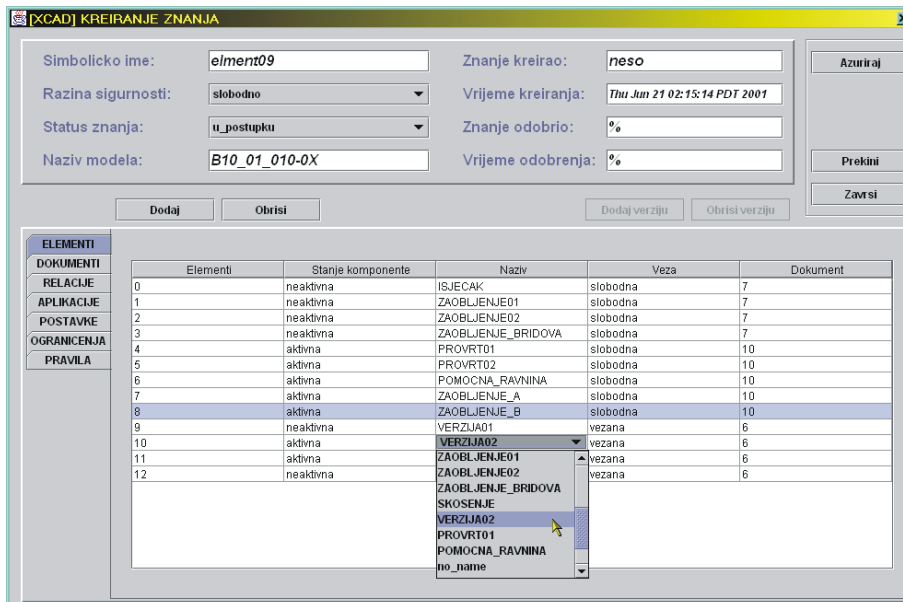 [XCAD] KREIRANJE ZNANJA
Simbolicko ime: elment09 Znanje kreirao: neso Azuriraj
Razina sigurnosti: slobodno Vrijeme kreiranja: Thu Jun 21 02:15:14 PDT 2001
Status znanja: u_postupku Znanje odobrio: %
Naziv modela: B10_01_010-0X Vrijeme odobrenja: % Prekini
Zavrsi
Dodaj Obrisi Dodaj verziju Obrisi verziju
ELEMENTI
DOKUMENTI
RELACIJE
APLIKACIJE
POSTAVKE
OGRANICENJA
PRAVILA
Elementi Stanje komponente Naziv Veza Dokument
0 neaktivna ISJECAK slobodna 7
1 neaktivna ZAOBLJENJE01 slobodna 7
2 neaktivna ZAOBLJENJE02 slobodna 7
3 neaktivna ZAOBLJENJE_BRIDOVA slobodna 7
4 aktivna PROVRT01 slobodna 10
5 aktivna PROVRT02 slobodna 10
6 aktivna POMOCNA_RAVNINA slobodna 10
7 aktivna ZAOBLJENJE_A slobodna 10
8 aktivna ZAOBLJENJE_B slobodna 10
9 neaktivna VERZIJA01 vezana 6
10 aktivna VERZIJA02 vezana 6
11 aktivna ZAOBLJENJE01 vezana 6
12 neaktivna ZAOBLJENJE02 vezana 6
ZAOBLJENJE_BRIDOVA
SKOSENJE
VERZIJA02
PROVRT01
POMOCNA_RAVNINA
no_name